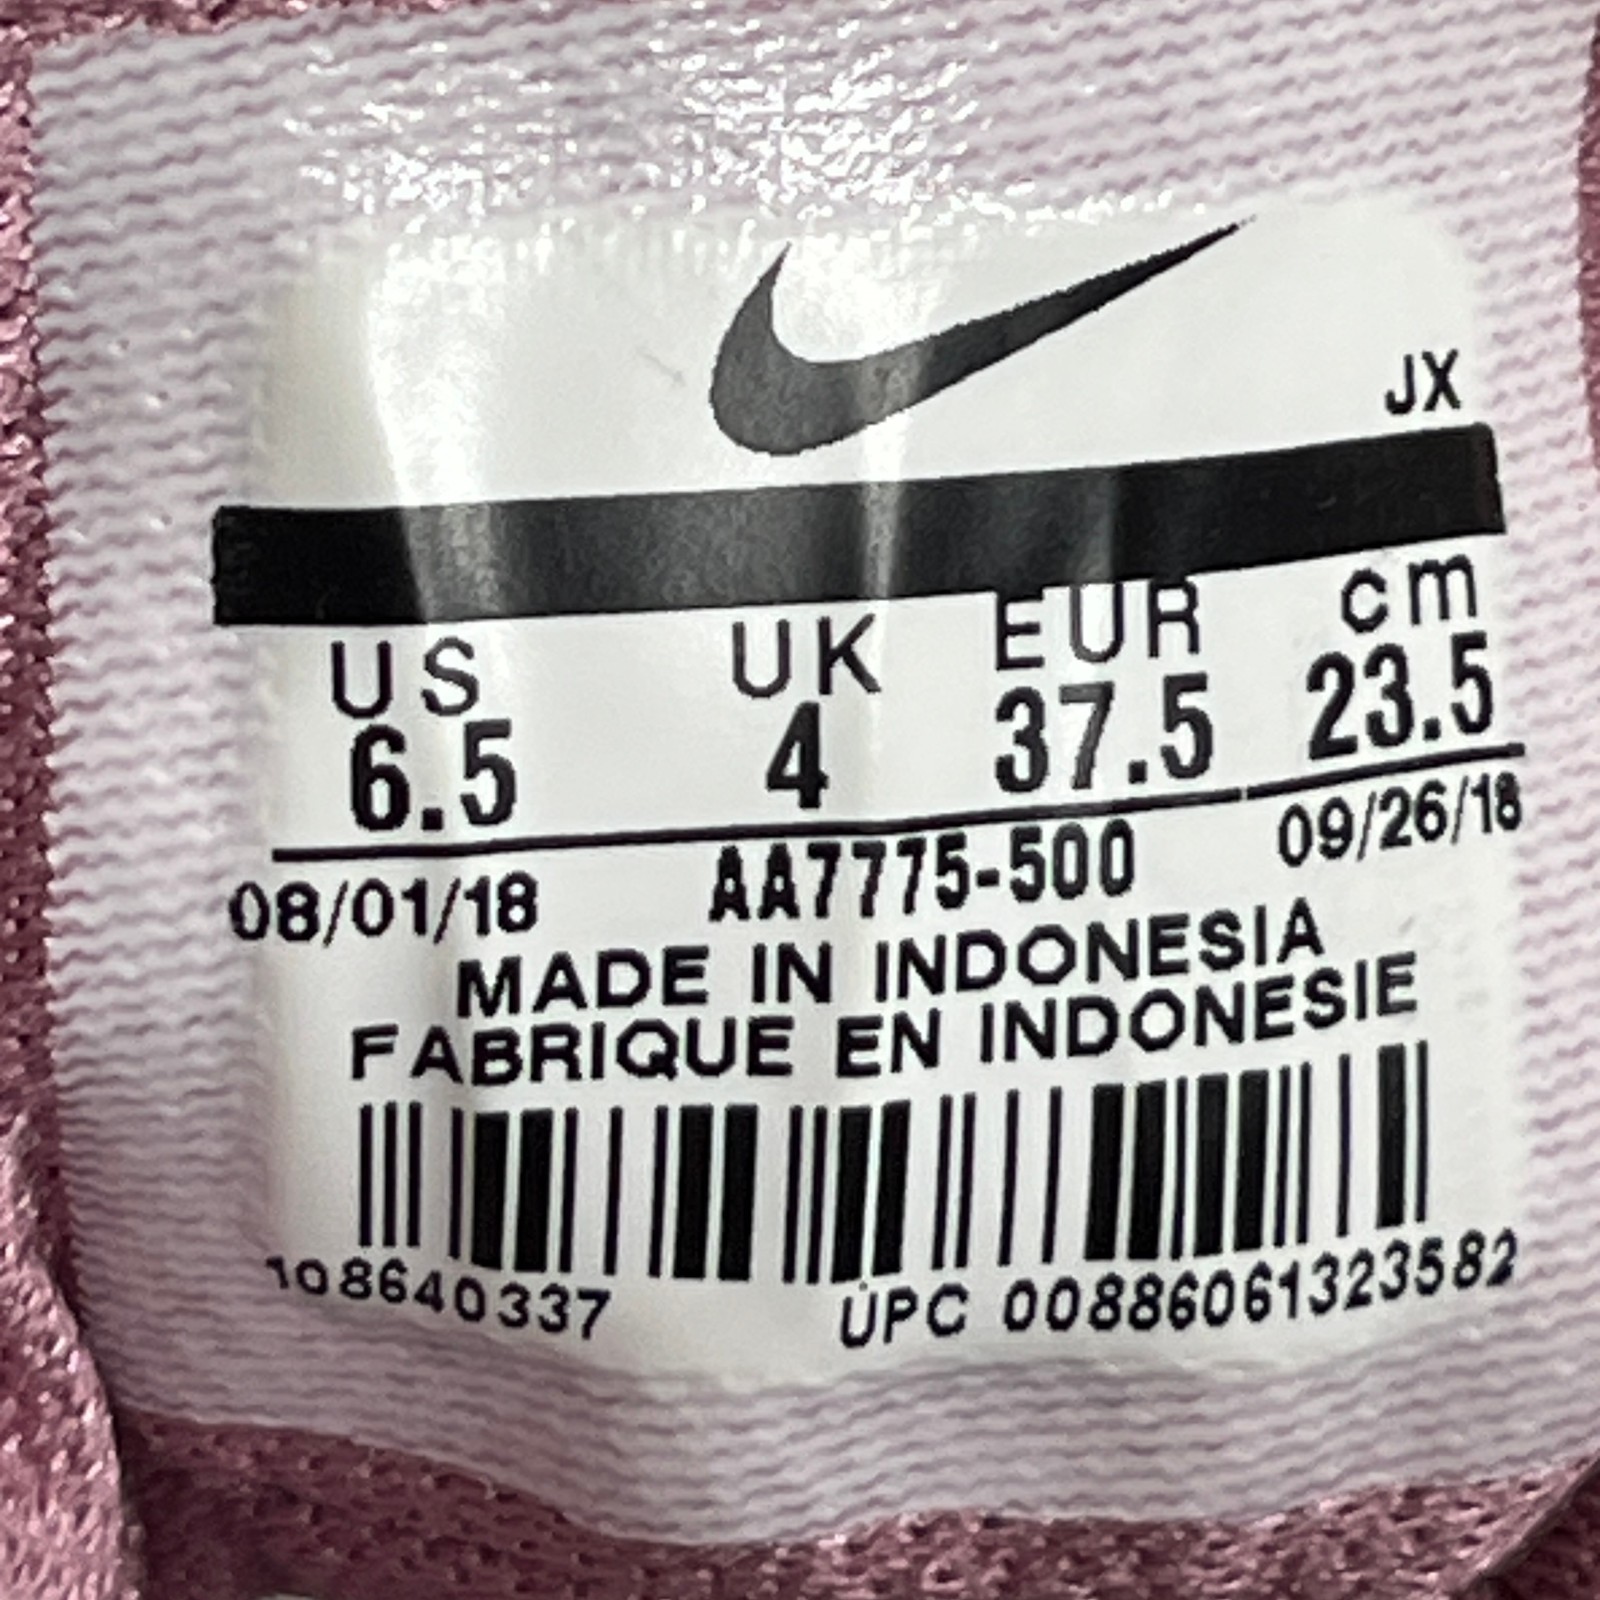 JX
US UK EUR cm
6.5 4 37.5 23.5
08/01/18 AA7775-500 09/26/18
MADE IN INDONESIA
FABRIQUE EN INDONESIE
108640337 UPC 00886061323582